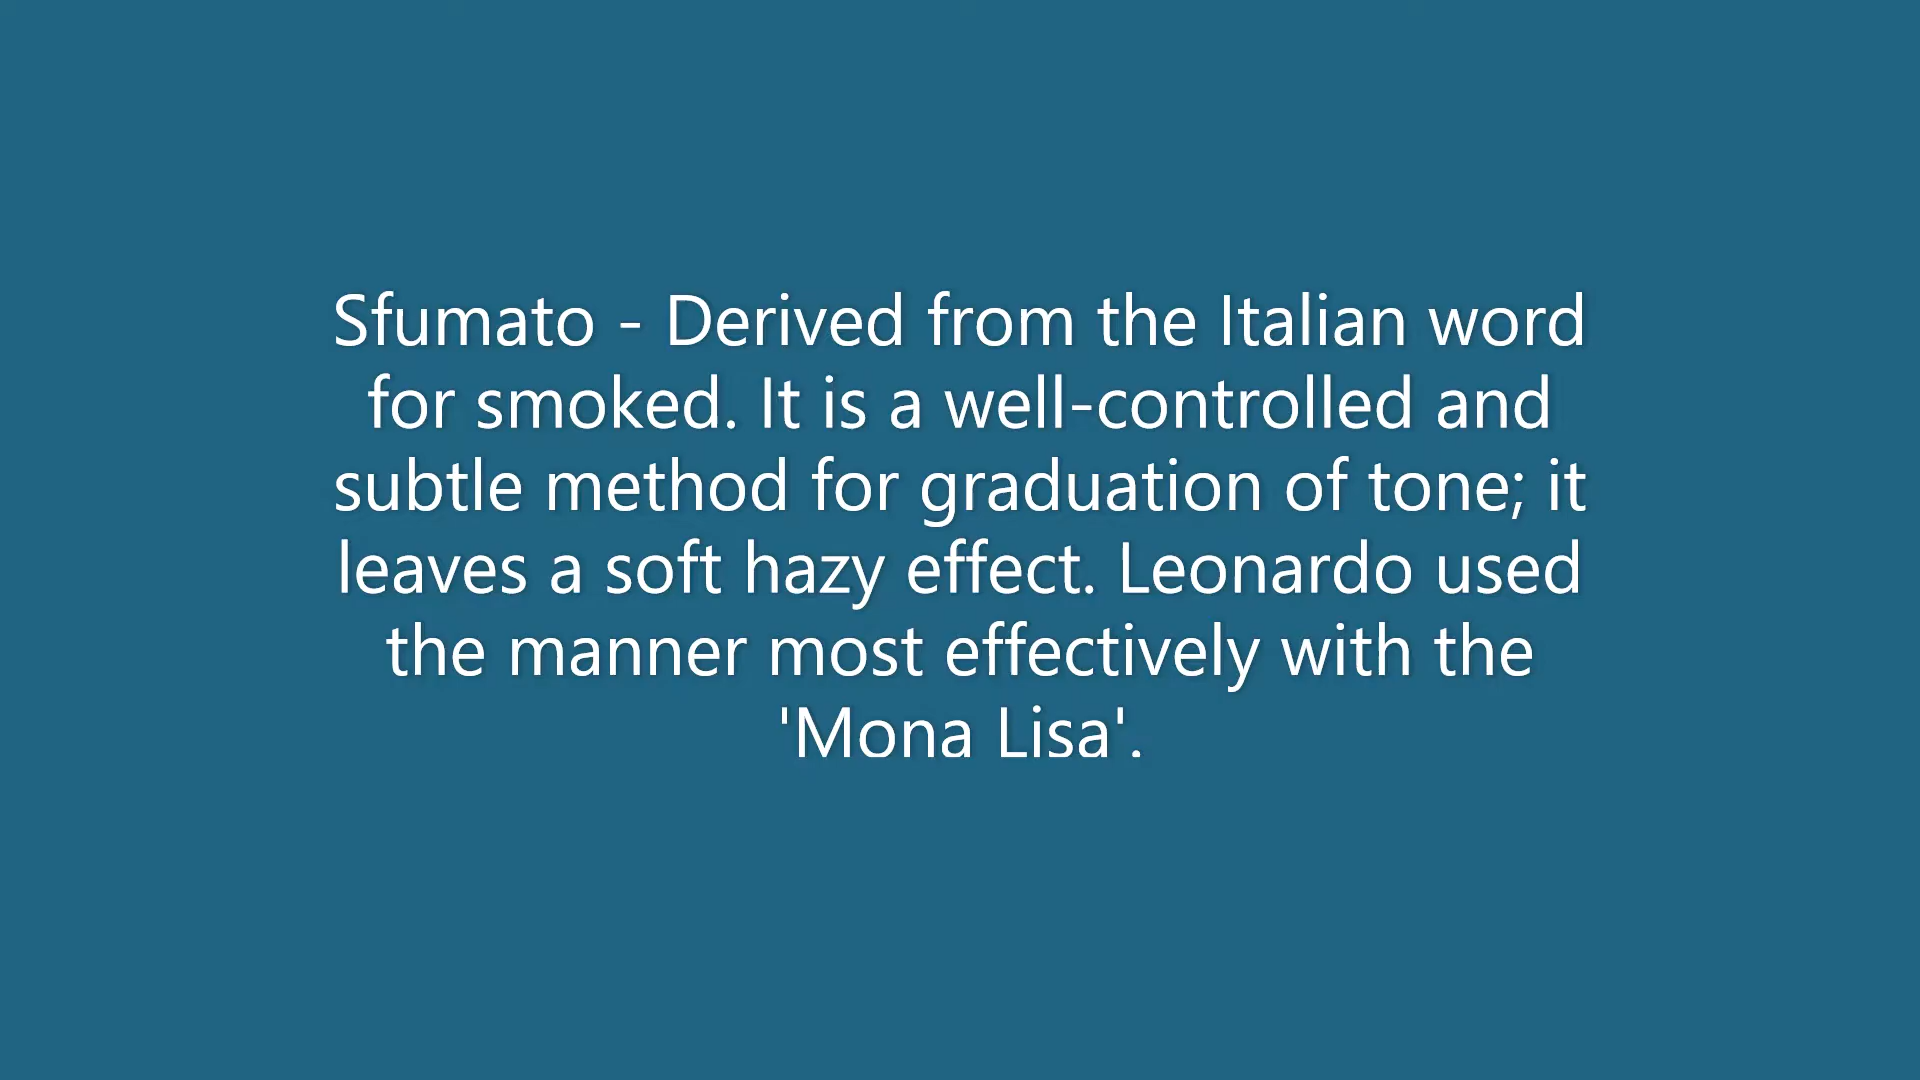 Sfumato - Derived from the Italian word
for smoked. It is a well-controlled and
subtle method for graduation of tone; it
leaves a soft hazy effect. Leonardo used
the manner most effectively with the
'Mona Lisa'.